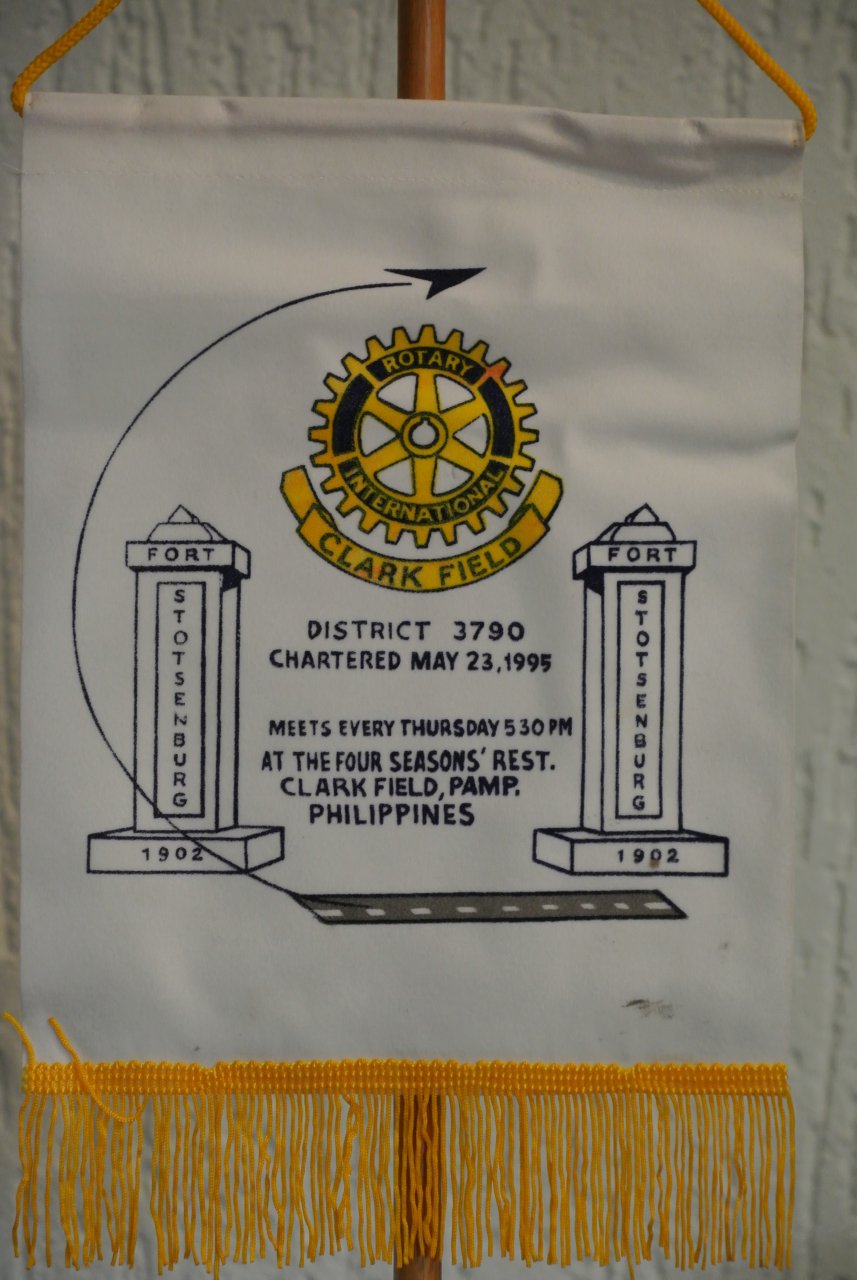 ROTARY
INTERNATIONAL
CLARK FIELD
FORT
STOTSENBURG
1902
FORT
STOTSENBURG
1902
DISTRICT 3790
CHARTERED MAY 23,1995
MEETS EVERY THURSDAY 530 PM
AT THE FOUR SEASONS' REST.
CLARK FIELD, PAMP.
PHILIPPINES